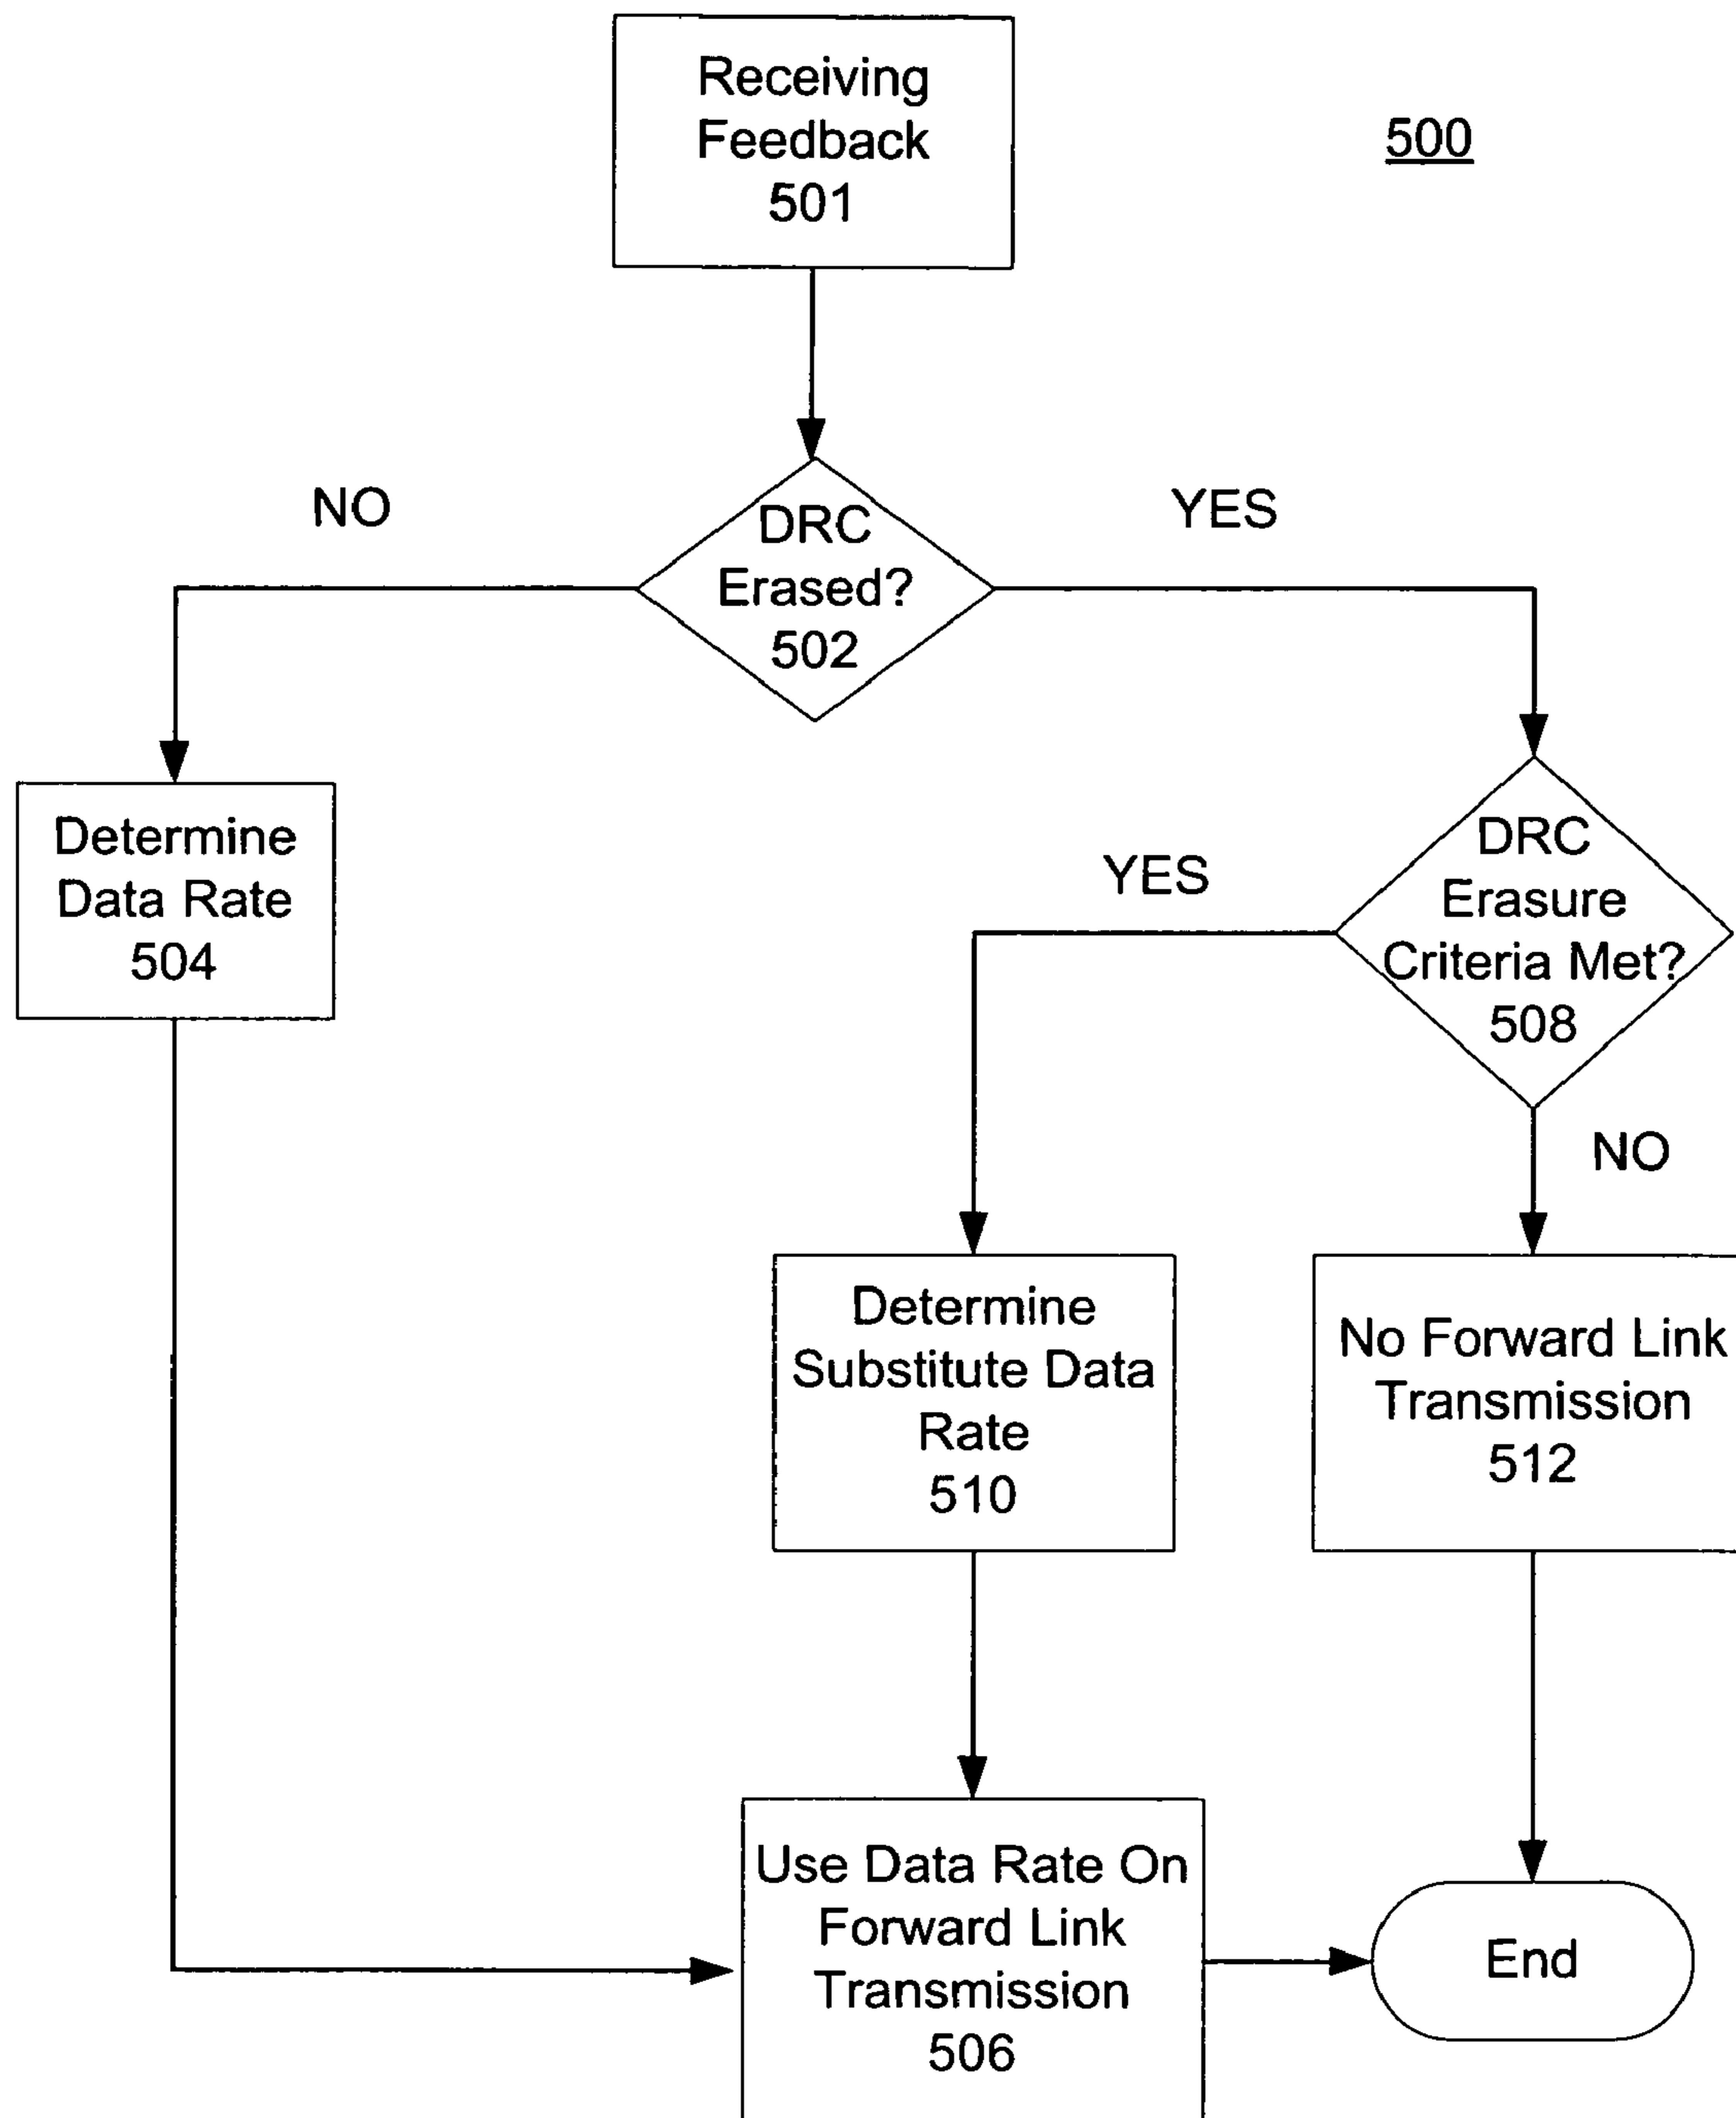 Receiving
Feedback
501
500
NO
YES
DRC
Erased?
502
Determine
Data Rate
504
YES
DRC
Erasure
Criteria Met?
508
NO
Determine
Substitute Data
Rate
510
No Forward Link
Transmission
512
Use Data Rate On
Forward Link
Transmission
506
End